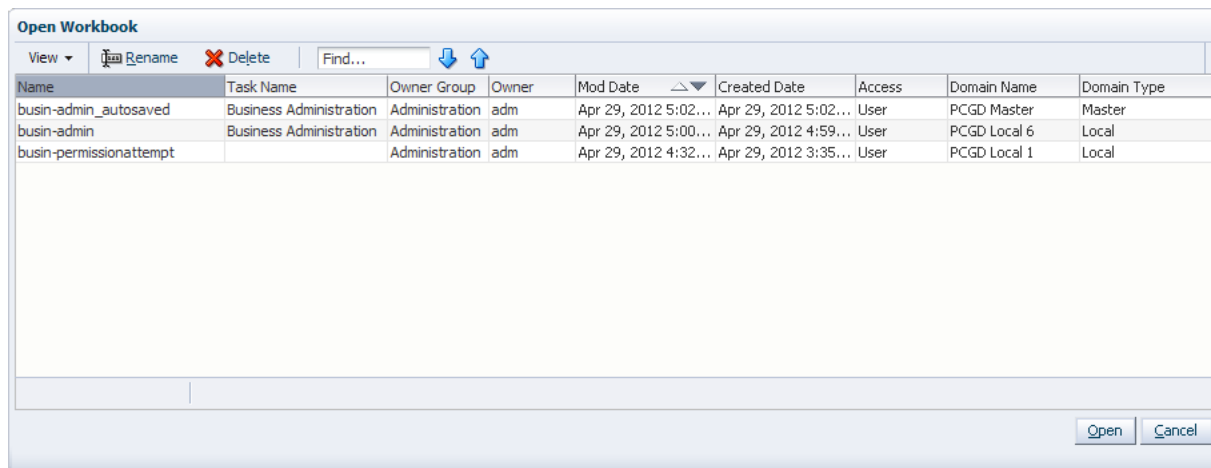 Open Workbook
View Rename Delete Find...
Name Task Name Owner Group Owner Mod Date Created Date Access Domain Name Domain Type
busin-admin_autosaved Business Administration Administration adm Apr 29, 2012 5:02... Apr 29, 2012 5:02... User PCGD Master Master
busin-admin Business Administration Administration adm Apr 29, 2012 5:00... Apr 29, 2012 4:59... User PCGD Local 6 Local
busin-permissionattempt Administration adm Apr 29, 2012 4:32... Apr 29, 2012 3:35... User PCGD Local 1 Local
Open Cancel